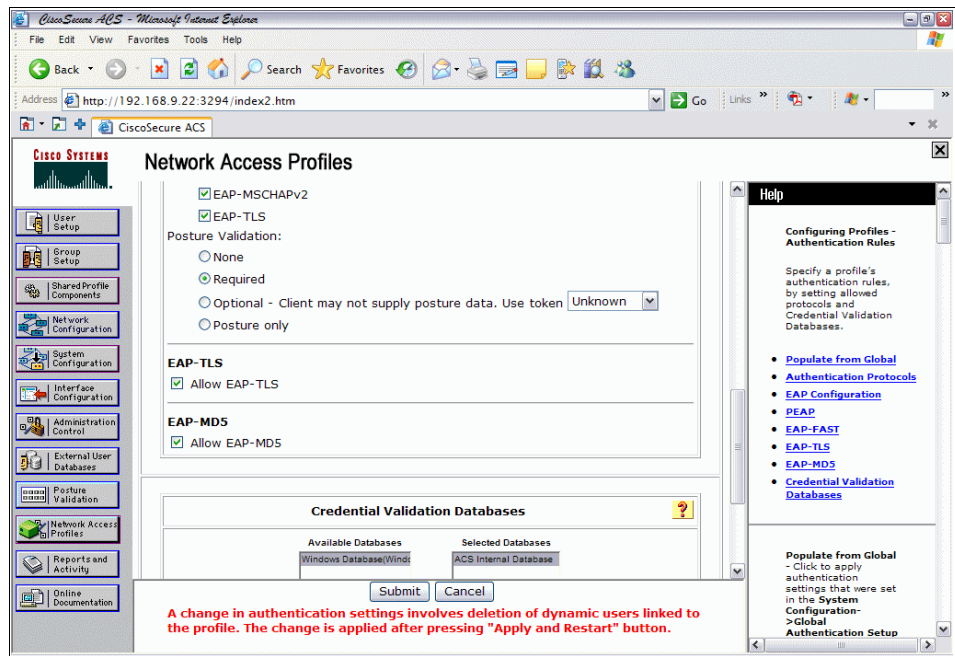 CiscoSecure ACS - Microsoft Internet Explorer
File Edit View Favorites Tools Help
Back Search Favorites
Address http://192.168.9.22:3294/index2.htm Go Links »
CiscoSecure ACS
CISCO SYSTEMS
Network Access Profiles
User Setup
Group Setup
Shared Profile Components
Network Configuration
System Configuration
Interface Configuration
Administration Control
External User Databases
Posture Validation
Network Access Profiles
Reports and Activity
Online Documentation
EAP-MSCHAPv2
EAP-TLS
Posture Validation:
None
Required
Optional - Client may not supply posture data. Use token Unknown
Posture only
EAP-TLS
Allow EAP-TLS
EAP-MD5
Allow EAP-MD5
Credential Validation Databases ?
Available Databases Selected Databases
Windows Database(Wind ACS Internal Database
Submit Cancel
A change in authentication settings involves deletion of dynamic users linked to
the profile. The change is applied after pressing "Apply and Restart" button.
Help
Configuring Profiles -
Authentication Rules
Specify a profile's
authentication rules,
by setting allowed
protocols and
Credential Validation
Databases.
Populate from Global
Authentication Protocols
EAP Configuration
PEAP
EAP-FAST
EAP-TLS
EAP-MD5
Credential Validation
Databases
Populate from Global
- Click to apply
authentication
settings that were set
in the System
Configuration-
>Global
Authentication Setup